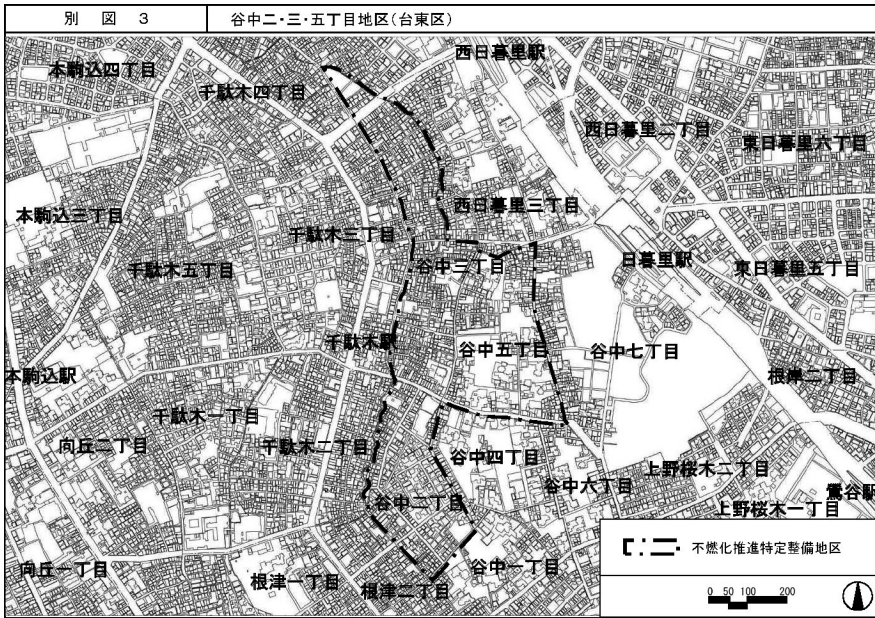 別 図 3
谷中二・三・五丁目地区(台東区)
西日暮里駅
本駒込四丁目
千駄木四丁目
西日暮里二丁目
東日暮里六丁目
本駒込三丁目
西日暮里三丁目
千駄木三丁目
千駄木五丁目
谷中三丁目
日暮里駅
東日暮里五丁目
千駄木駅
谷中五丁目
谷中七丁目
本駒込駅
根岸二丁目
千駄木一丁目
向丘二丁目
千駄木二丁目
谷中四丁目
上野桜木二丁目
谷中六丁目
鶯谷駅
谷中二丁目
上野桜木一丁目
不燃化推進特定整備地区
向丘一丁目
根津一丁目
谷中一丁目
根津二丁目
0 50 100 200